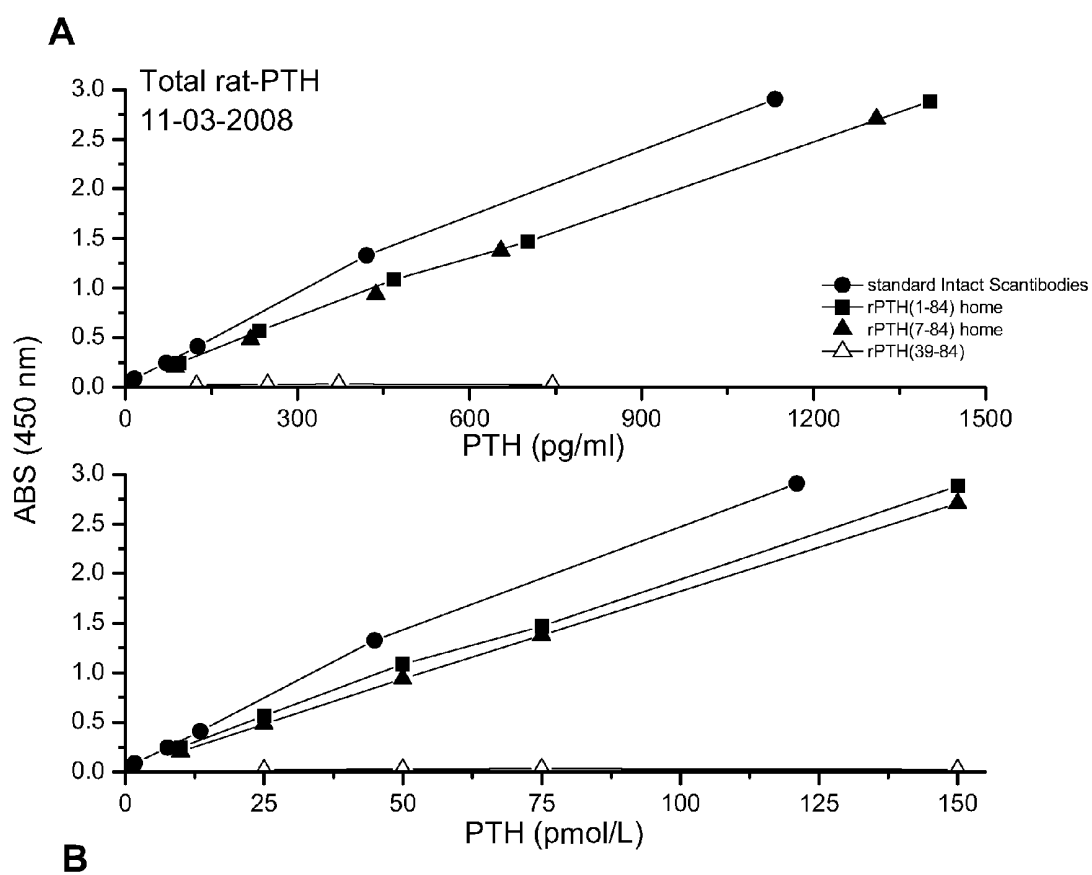 A
Total rat-PTH
11-03-2008
3.0
2.5
2.0
1.5
1.0
0.5
0.0
0 300 600 900 1200 1500
PTH (pg/ml)
standard Intact Scantibodies
rPTH(1-84) home
rPTH(7-84) home
rPTH(39-84)
ABS (450 nm)
3.0
2.5
2.0
1.5
1.0
0.5
0.0
0 25 50 75 100 125 150
PTH (pmol/L)
B